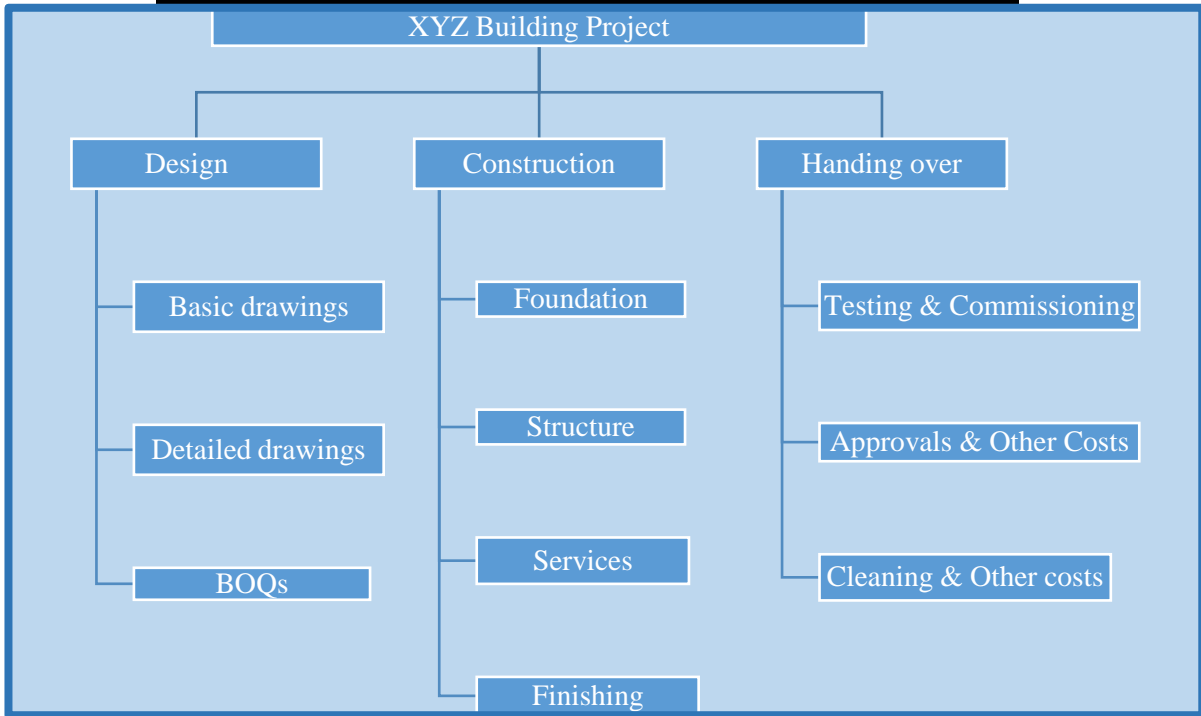 XYZ Building Project
Design
Construction
Handing over
Basic drawings
Foundation
Testing & Commissioning
Detailed drawings
Structure
Approvals & Other Costs
BOQs
Services
Cleaning & Other costs
Finishing